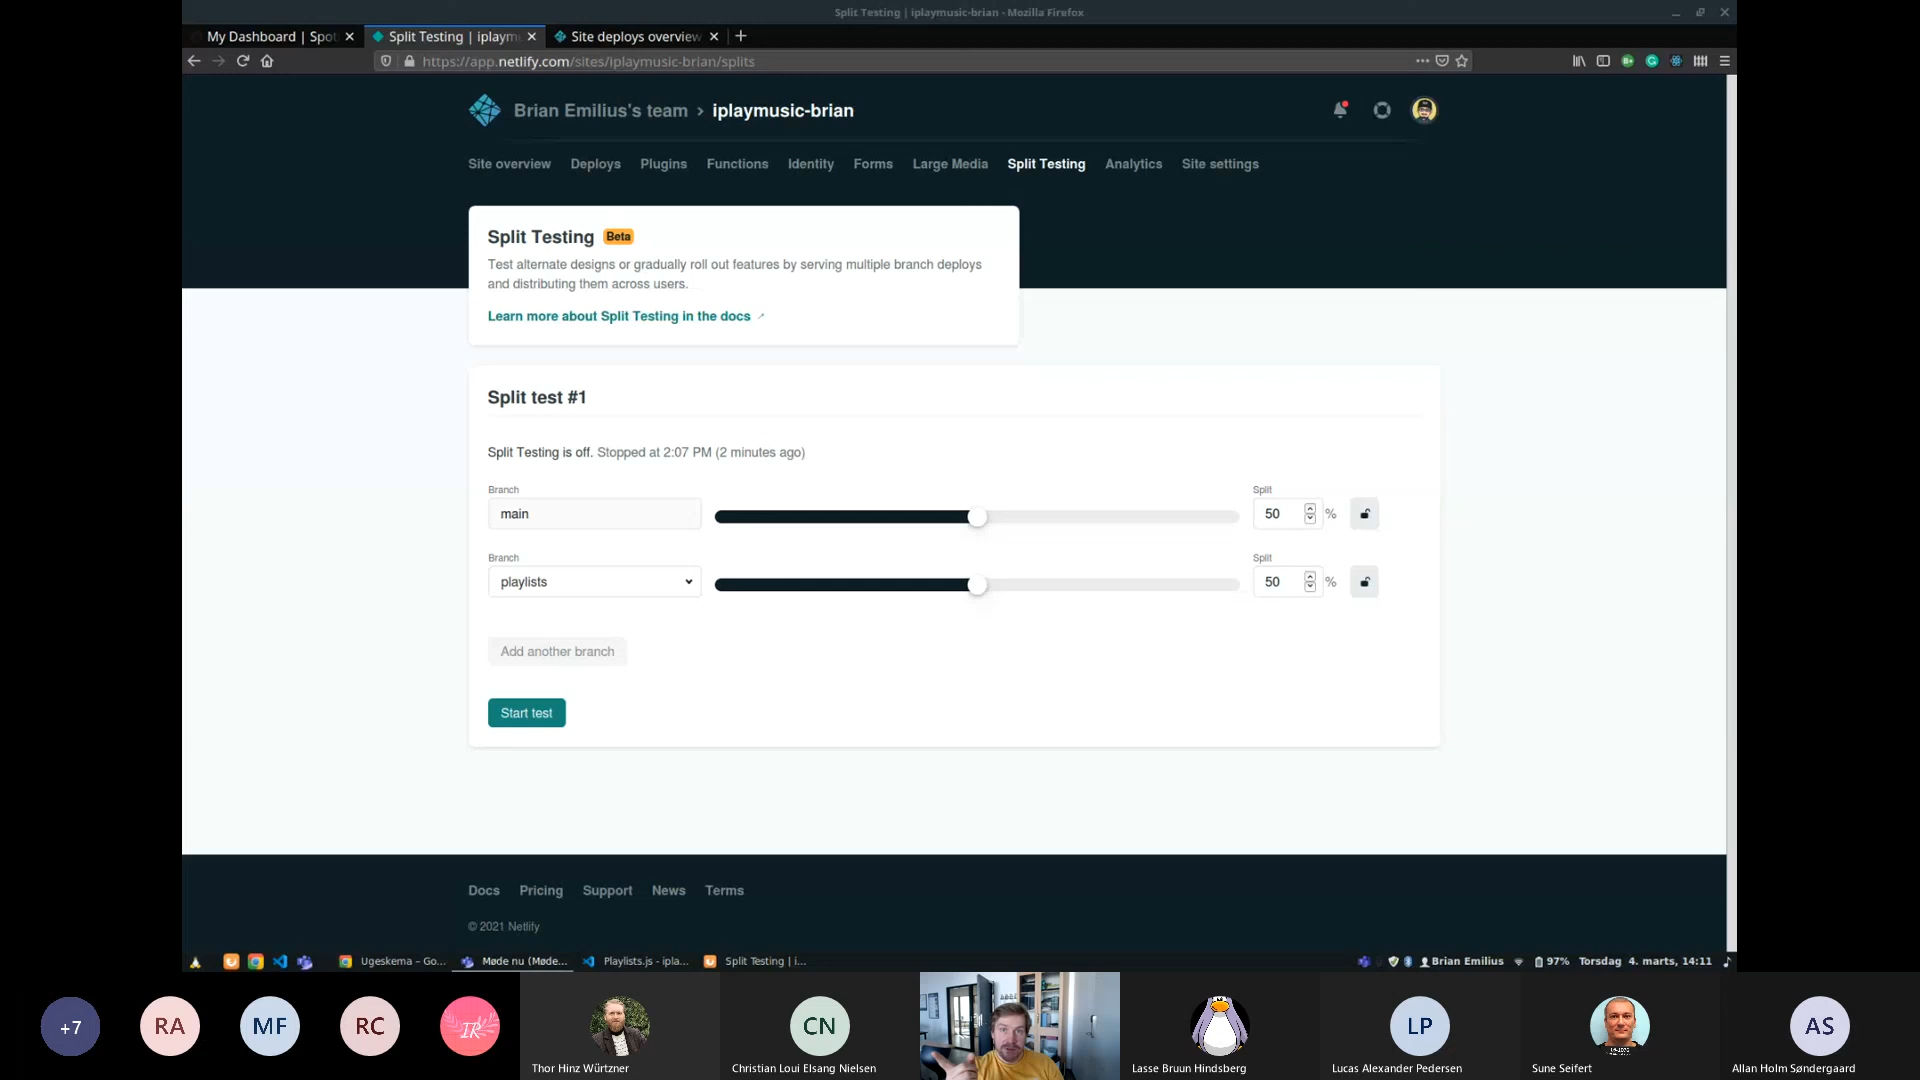 Split Testing | iplaymusic-brian - Mozilla Firefox
My Dashboard | Spot
Split Testing | iplaym
Site deploys overview
https://app.netlify.com/sites/iplaymusic-brian/splits
Brian Emilius's team › iplaymusic-brian
Site overview
Deploys
Plugins
Functions
Identity
Forms
Large Media
Split Testing
Analytics
Site settings
Split Testing Beta
Test alternate designs or gradually roll out features by serving multiple branch deploys
and distributing them across users.
Learn more about Split Testing in the docs
Split test #1
Split Testing is off. Stopped at 2:07 PM (2 minutes ago)
Branch
Split
main
50
%
Branch
Split
playlists
50
%
Add another branch
Start test
Docs
Pricing
Support
News
Terms
© 2021 Netlify
Ugeskema – Go...
Møde nu (Møde...
Playlists.js - ipla...
Split Testing | i...
Brian Emilius
97%
Torsdag 4. marts, 14:11
+7
RA
MF
RC
IR
CN
LP
AS
Thor Hinz Würtzner
Christian Loui Elsang Nielsen
Lasse Bruun Hindsberg
Lucas Alexander Pedersen
Sune Seifert
Allan Holm Søndergaard